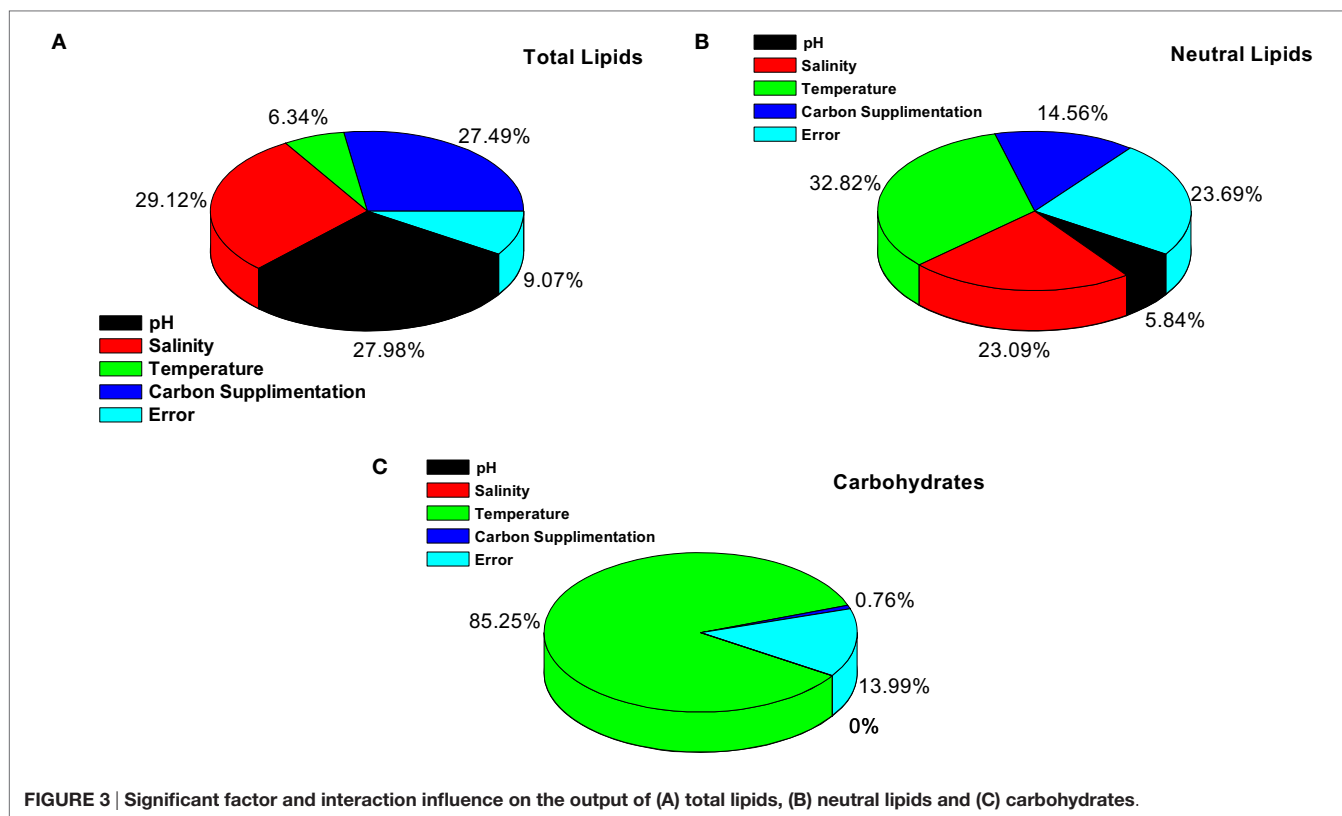 A
Total Lipids
6.34%
27.49%
29.12%
9.07%
27.98%
pH
Salinity
Temperature
Carbon Supplimentation
Error
B
pH
Salinity
Temperature
Carbon Supplimentation
Error
Neutral Lipids
14.56%
32.82%
23.69%
5.84%
23.09%
C
pH
Salinity
Temperature
Carbon Supplimentation
Error
Carbohydrates
0.76%
85.25%
13.99%
0%
FIGURE 3 | Significant factor and interaction influence on the output of (A) total lipids, (B) neutral lipids and (C) carbohydrates.